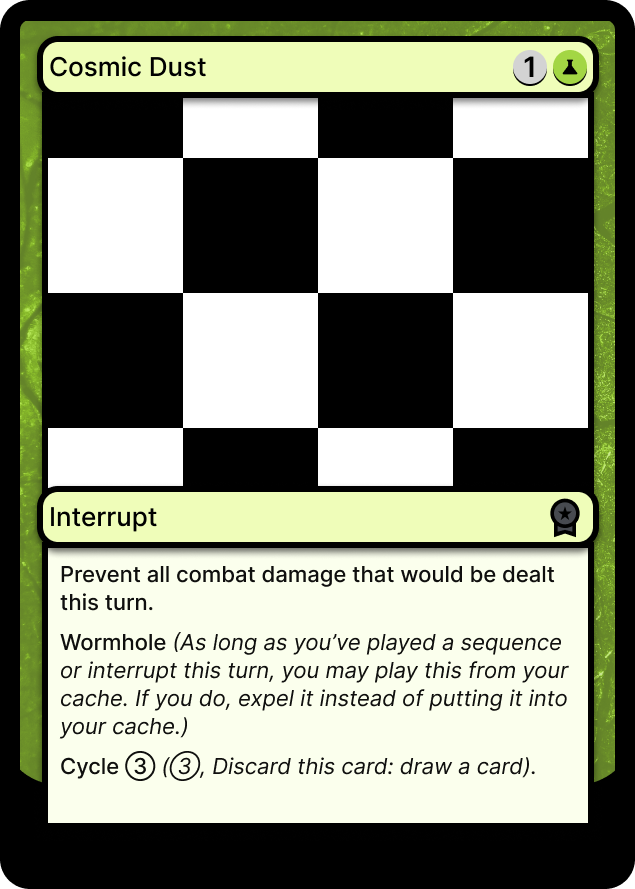 Cosmic Dust 1
Interrupt
Prevent all combat damage that would be dealt
this turn.
Wormhole (As long as you’ve played a sequence
or interrupt this turn, you may play this from your
cache. If you do, expel it instead of putting it into
your cache.)
Cycle ③ (③, Discard this card: draw a card).